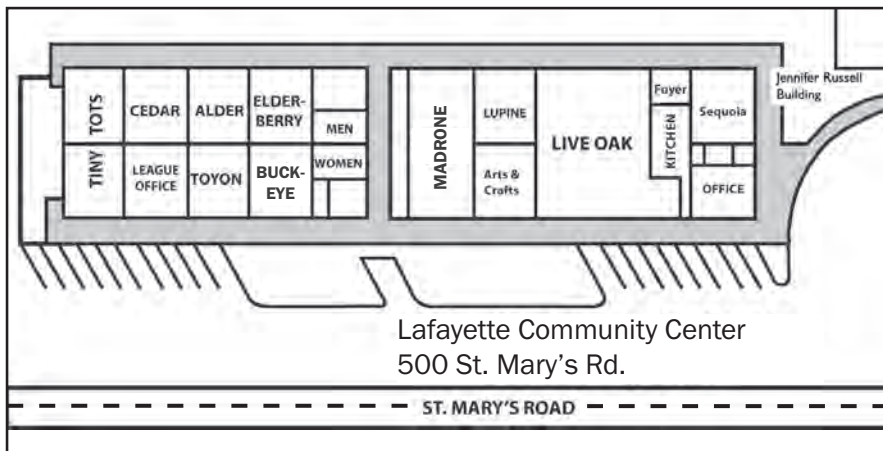 TINY TOTS
CEDAR
ALDER
ELDER-
BERRY
MEN
LEAGUE
OFFICE
TOYON
BUCK-
EYE
WOMEN
MADRONE
LUPINE
Arts &
Crafts
LIVE OAK
Foyer
KITCHEN
Sequoia
OFFICE
Jennifer Russell
Building
Lafayette Community Center
500 St. Mary's Rd.
ST. MARY'S ROAD